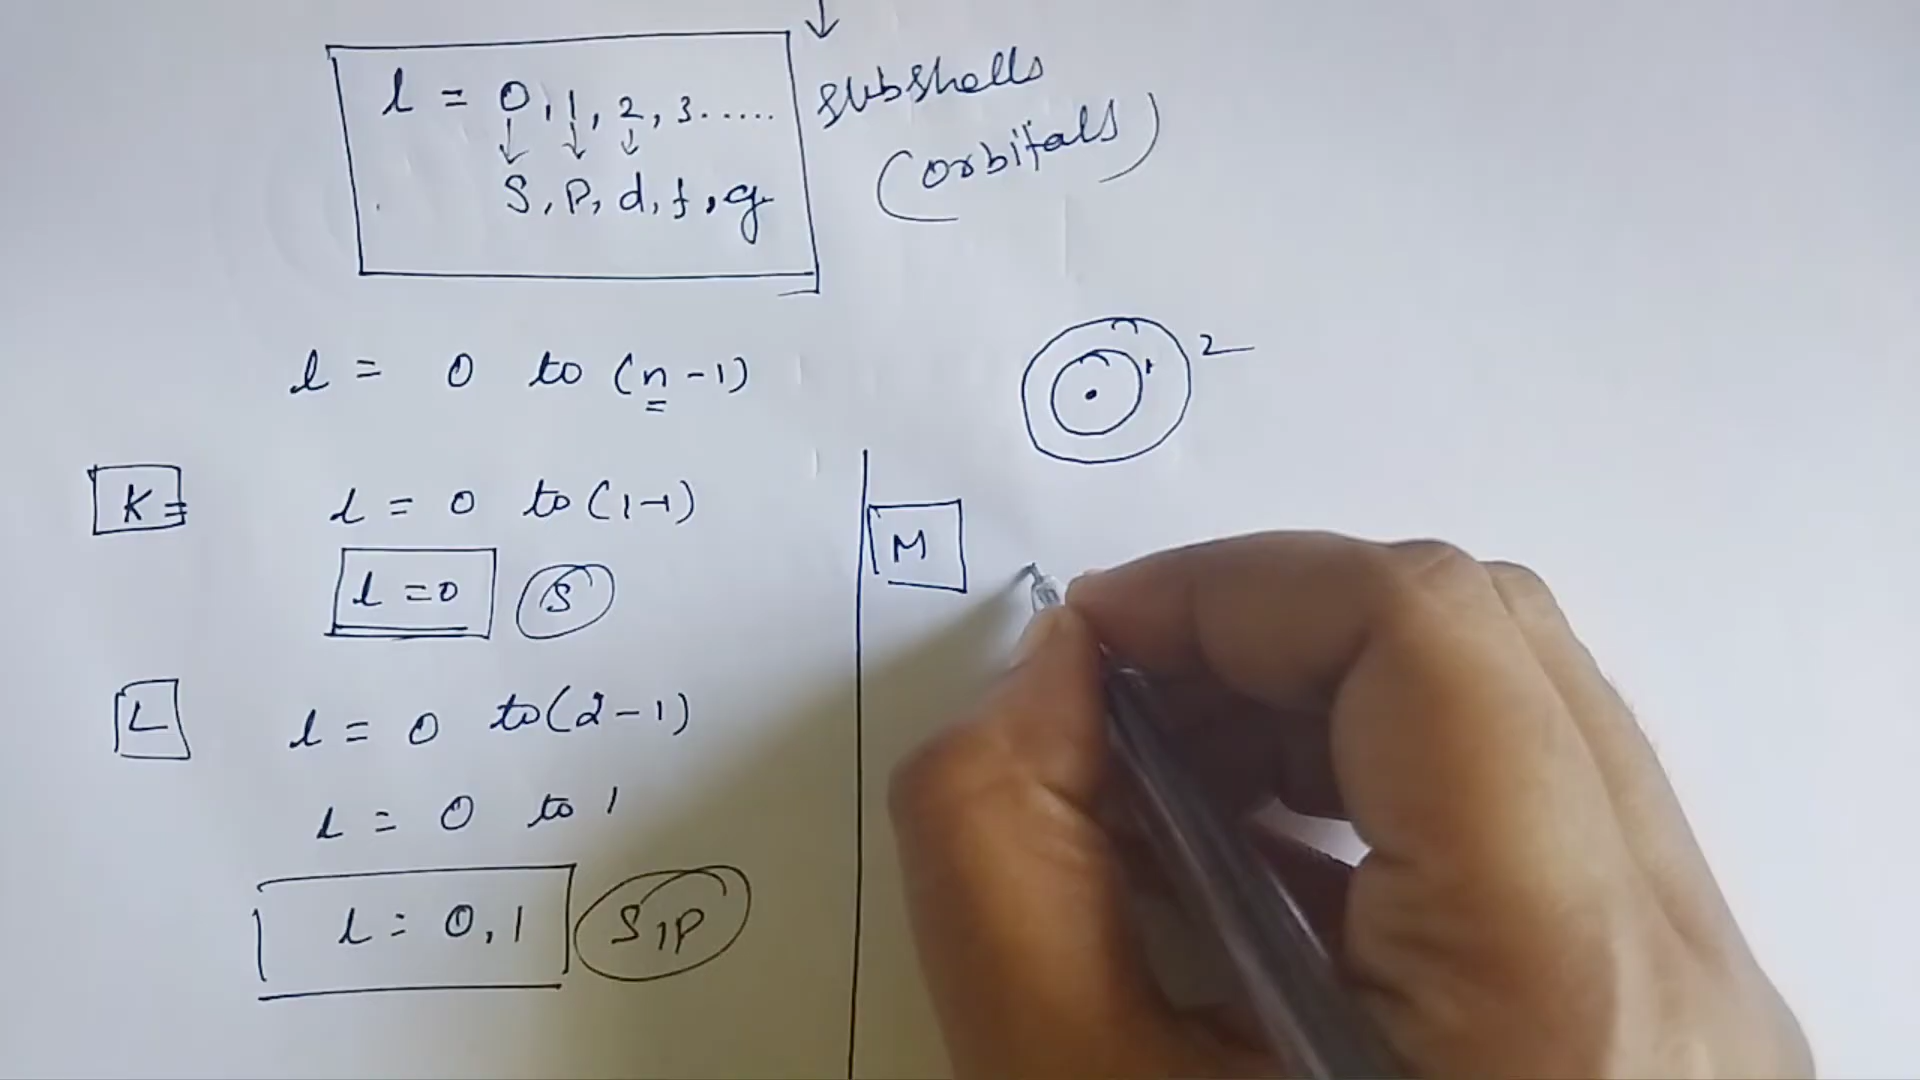 l = 0, 1, 2, 3.....
S, P, d, f, g
subshells
(orbitals)
l = 0 to (n-1)
1
2
K =
l = 0 to (1-1)
l = 0
S
L
l = 0 to (2-1)
l = 0 to 1
l = 0, 1
S, P
M